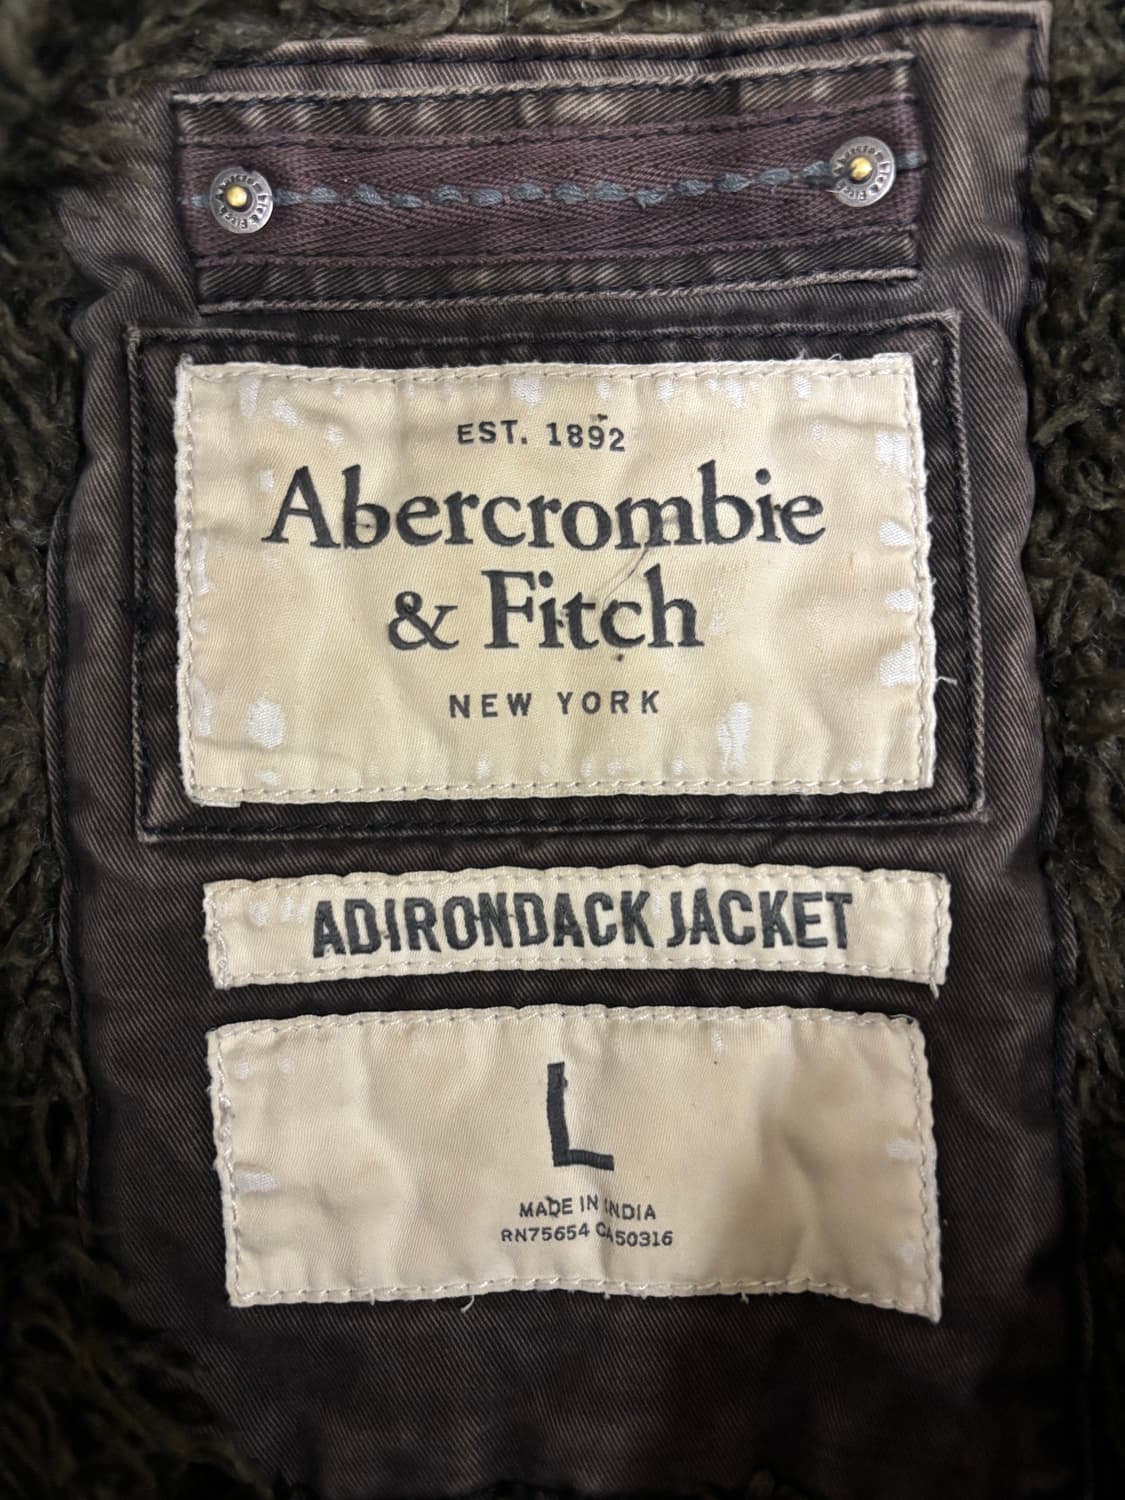 EST. 1892
Abercrombie
& Fitch
NEW YORK
ADIRONDACK JACKET
L
MADE IN INDIA
RN75654 CA50316